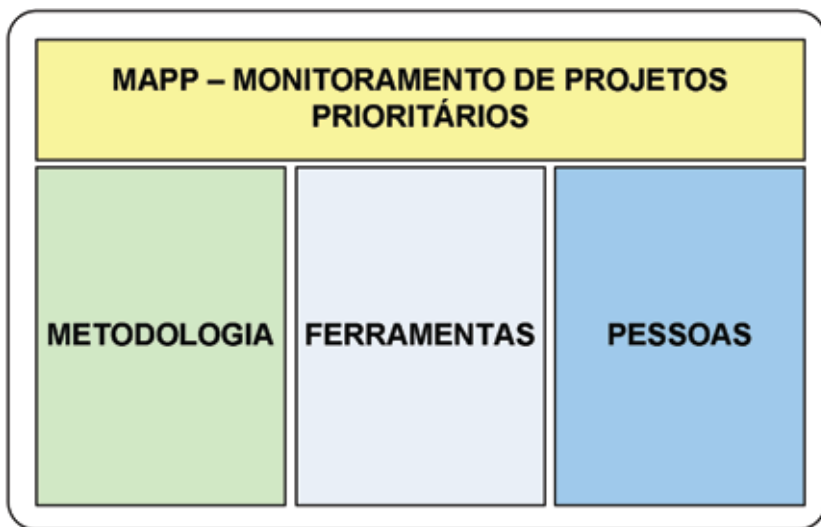 MAPP – MONITORAMENTO DE PROJETOS
PRIORITÁRIOS
METODOLOGIA
FERRAMENTAS
PESSOAS